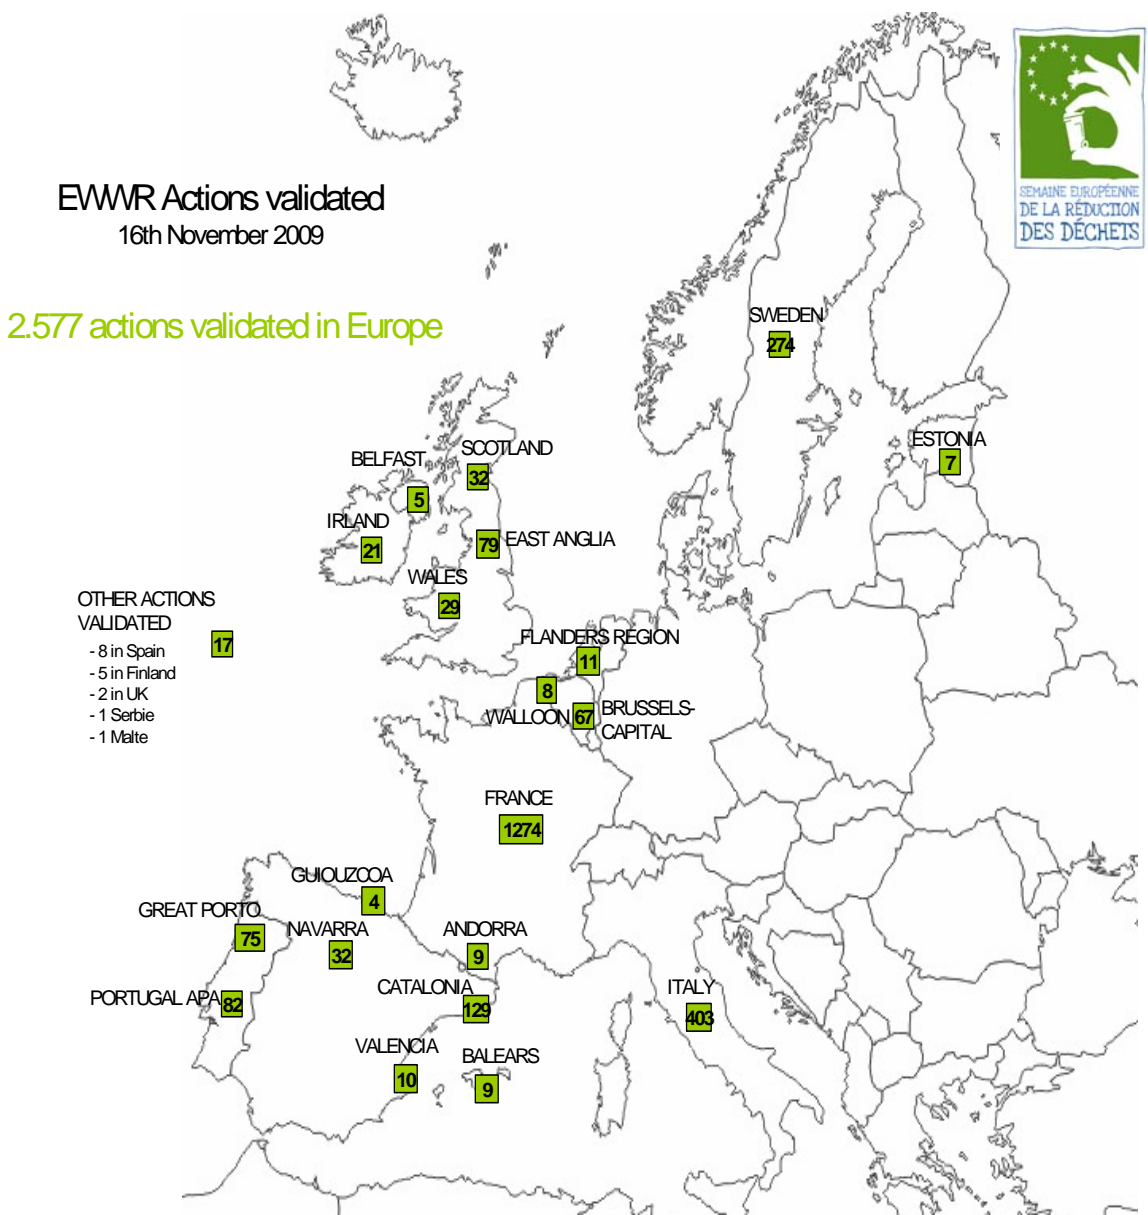 SEMAINE EUROPÉENNE
DE LA RÉDUCTION
DES DÉCHETS
EWWR Actions validated
16th November 2009
2.577 actions validated in Europe
SWEDEN
274
ESTONIA
7
SCOTLAND
32
BELFAST
5
IRLAND
21
79 EAST ANGLIA
WALES
29
OTHER ACTIONS
VALIDATED
17
- 8 in Spain
- 5 in Finland
- 2 in UK
- 1 Serbie
- 1 Malte
FLANDERS REGION
11
8
WALLOON
67
BRUSSELS-
CAPITAL
FRANCE
1274
GUIOUZCOA
4
GREAT PORTO
75
NAVARRA
32
ANDORRA
9
PORTUGAL APA 82
CATALONIA
129
ITALY
403
VALENCIA
10
BALEARS
9